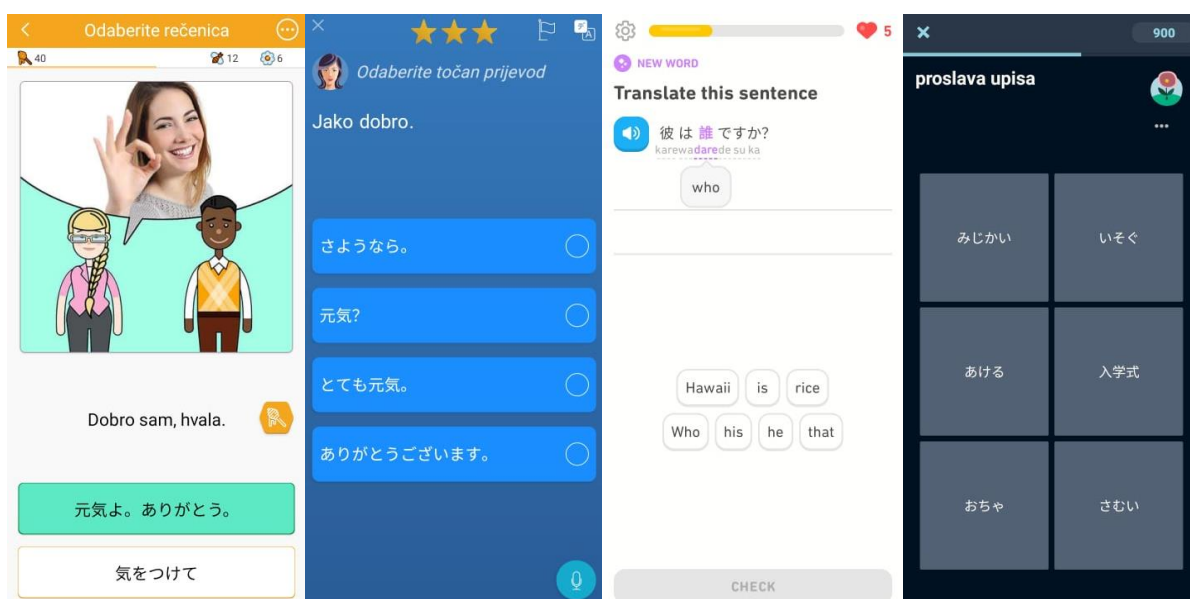 Odaberite rečenica
40
12
6
Dobro sam, hvala.
元気よ。ありがとう。
気をつけて
Odaberite točan prijevod
Jako dobro.
さようなら。
元気?
とても元気。
ありがとうございます。
5
NEW WORD
Translate this sentence
彼 は 誰 ですか?
karewadaredesu ka
who
Hawaii is rice
Who his he that
CHECK
900
proslava upisa
みじかい いそぐ
あける 入学式
おちゃ さむい